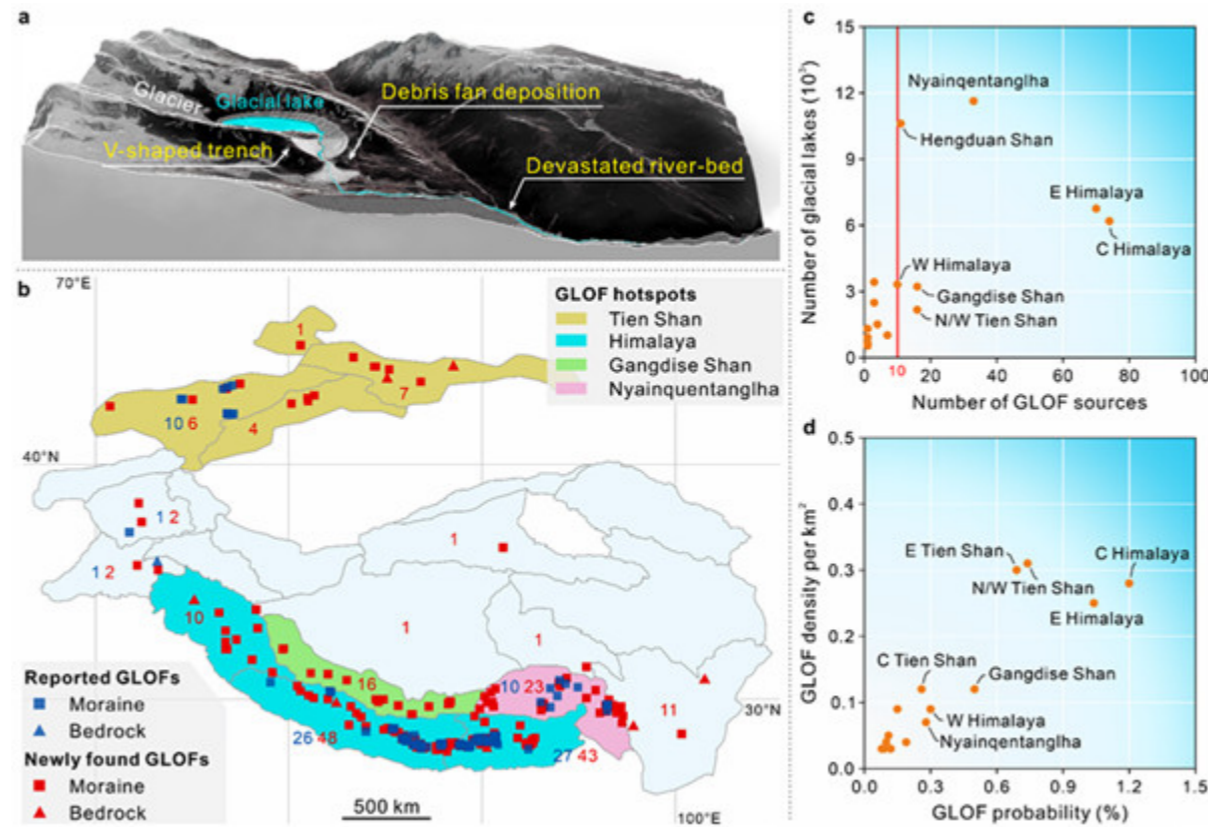 a
Glacier
Glacial lake
Debris fan deposition
V-shaped trench
Devastated river-bed
b
70°E
GLOF hotspots
Tien Shan
Himalaya
Gangdise Shan
Nyainquentanglha
1
7
10 6
4
40°N
1 2
1
1 2
10
1
1
16
10 23
11
30°N
26 48
27 43
Reported GLOFs
Moraine
Bedrock
Newly found GLOFs
Moraine
Bedrock
500 km
100°E
c
Number of glacial lakes (10³)
15
12
9
6
3
0
Nyainqentanglha
Hengduan Shan
E Himalaya
C Himalaya
W Himalaya
Gangdise Shan
N/W Tien Shan
0 10 20 40 60 80 100
Number of GLOF sources
d
GLOF density per km²
0.5
0.4
0.3
0.2
0.1
0.0
E Tien Shan
C Himalaya
N/W Tien Shan
E Himalaya
C Tien Shan
Gangdise Shan
W Himalaya
Nyainqentanglha
0.0 0.3 0.6 0.9 1.2 1.5
GLOF probability (%)